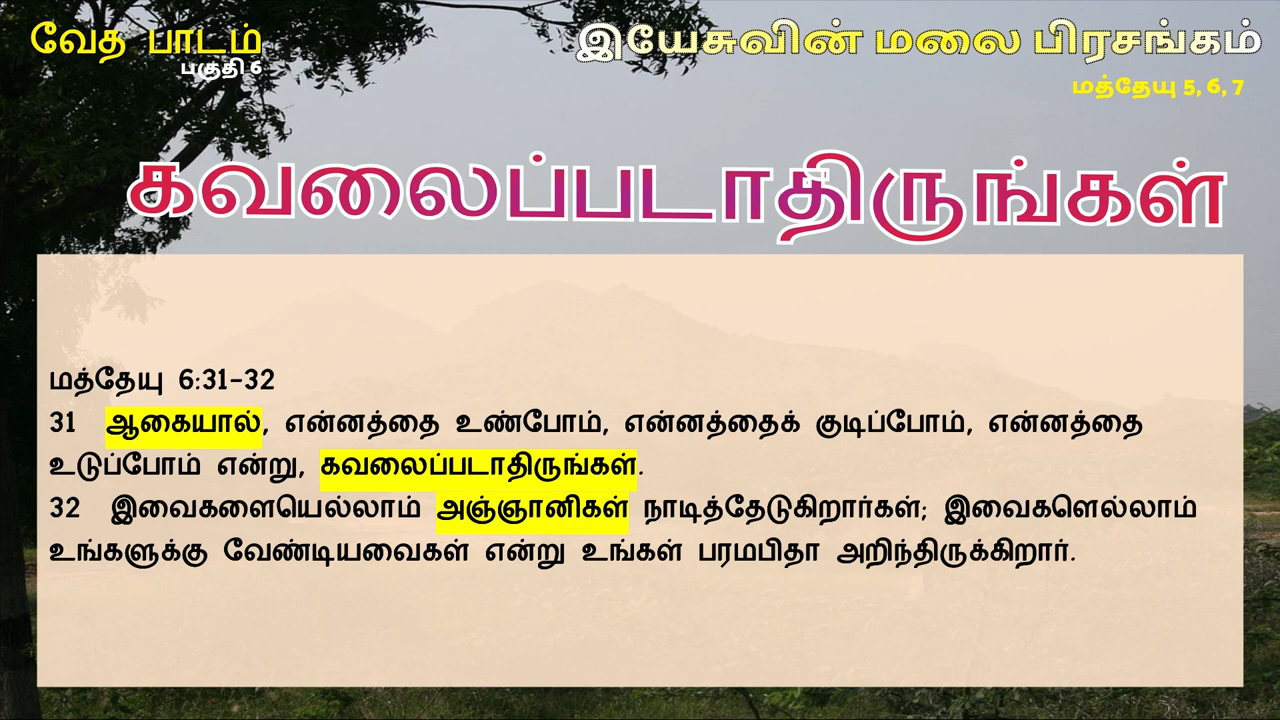 வேத பாடம்
பகுதி 6
இயேசுவின் மலை பிரசங்கம்
மத்தேயு 5, 6, 7
கவலைப்படாதிருங்கள்
மத்தேயு 6:31-32
31 ஆகையால், என்னத்தை உண்போம், என்னத்தைக் குடிப்போம், என்னத்தை
உடுப்போம் என்று, கவலைப்படாதிருங்கள்.
32 இவைகளையெல்லாம் அஞ்ஞானிகள் நாடித்தேடுகிறார்கள்; இவைகளெல்லாம்
உங்களுக்கு வேண்டியவைகள் என்று உங்கள் பரமபிதா அறிந்திருக்கிறார்.